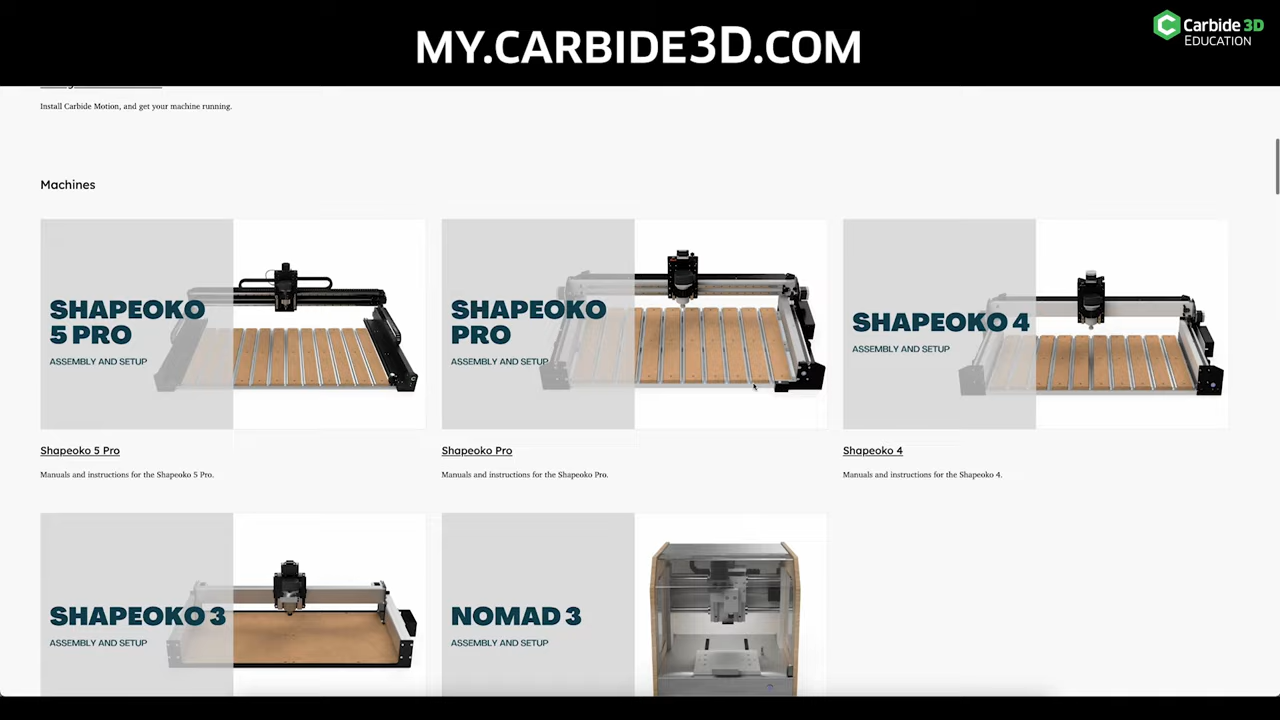 MY.CARBIDE3D.COM
Carbide 3D
EDUCATION
Install Carbide Motion, and get your machine running.
Machines
SHAPEOKO
5 PRO
ASSEMBLY AND SETUP
SHAPEOKO
PRO
ASSEMBLY AND SETUP
SHAPEOKO 4
ASSEMBLY AND SETUP
Shapeoko 5 Pro
Shapeoko Pro
Shapeoko 4
Manuals and instructions for the Shapeoko 5 Pro.
Manuals and instructions for the Shapeoko Pro.
Manuals and instructions for the Shapeoko 4.
SHAPEOKO 3
ASSEMBLY AND SETUP
NOMAD 3
ASSEMBLY AND SETUP